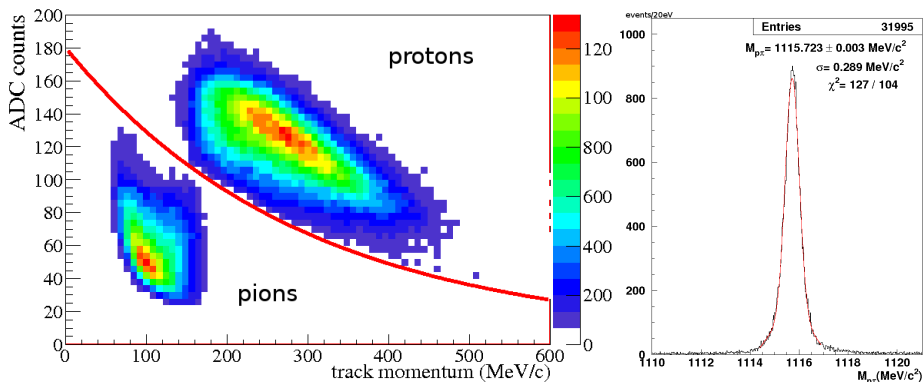 ADC counts
200
180
160
140
120
100
80
60
40
20
0
0 100 200 300 400 500 600
track momentum (MeV/c)
protons
pions
120
100
800
600
400
200
0
events/20eV
Entries 31995
M_pπ= 1115.723 ± 0.003 MeV/c²
σ= 0.289 MeV/c²
χ²= 127 / 104
1000
800
600
400
200
0
1110 1112 1114 1116 1118 1120
M_pπ(MeV/c²)